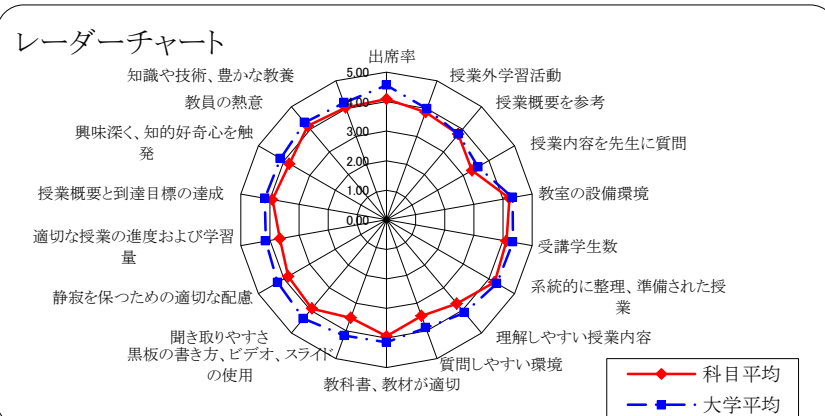 レーダーチャート
出席率
授業外学習活動
授業概要を参考
授業内容を先生に質問
教室の設備環境
受講学生数
系統的に整理、準備された授
業
理解しやすい授業内容
質問しやすい環境
教科書、教材が適切
黒板の書き方、ビデオ、スライド
の使用
聞き取りやすさ
静寂を保つための適切な配慮
適切な授業の進度および学習
量
授業概要と到達目標の達成
興味深く、知的好奇心を触
発
教員の熱意
知識や技術、豊かな教養
5.00
4.00
3.00
2.00
1.00
0.00
科目平均
大学平均